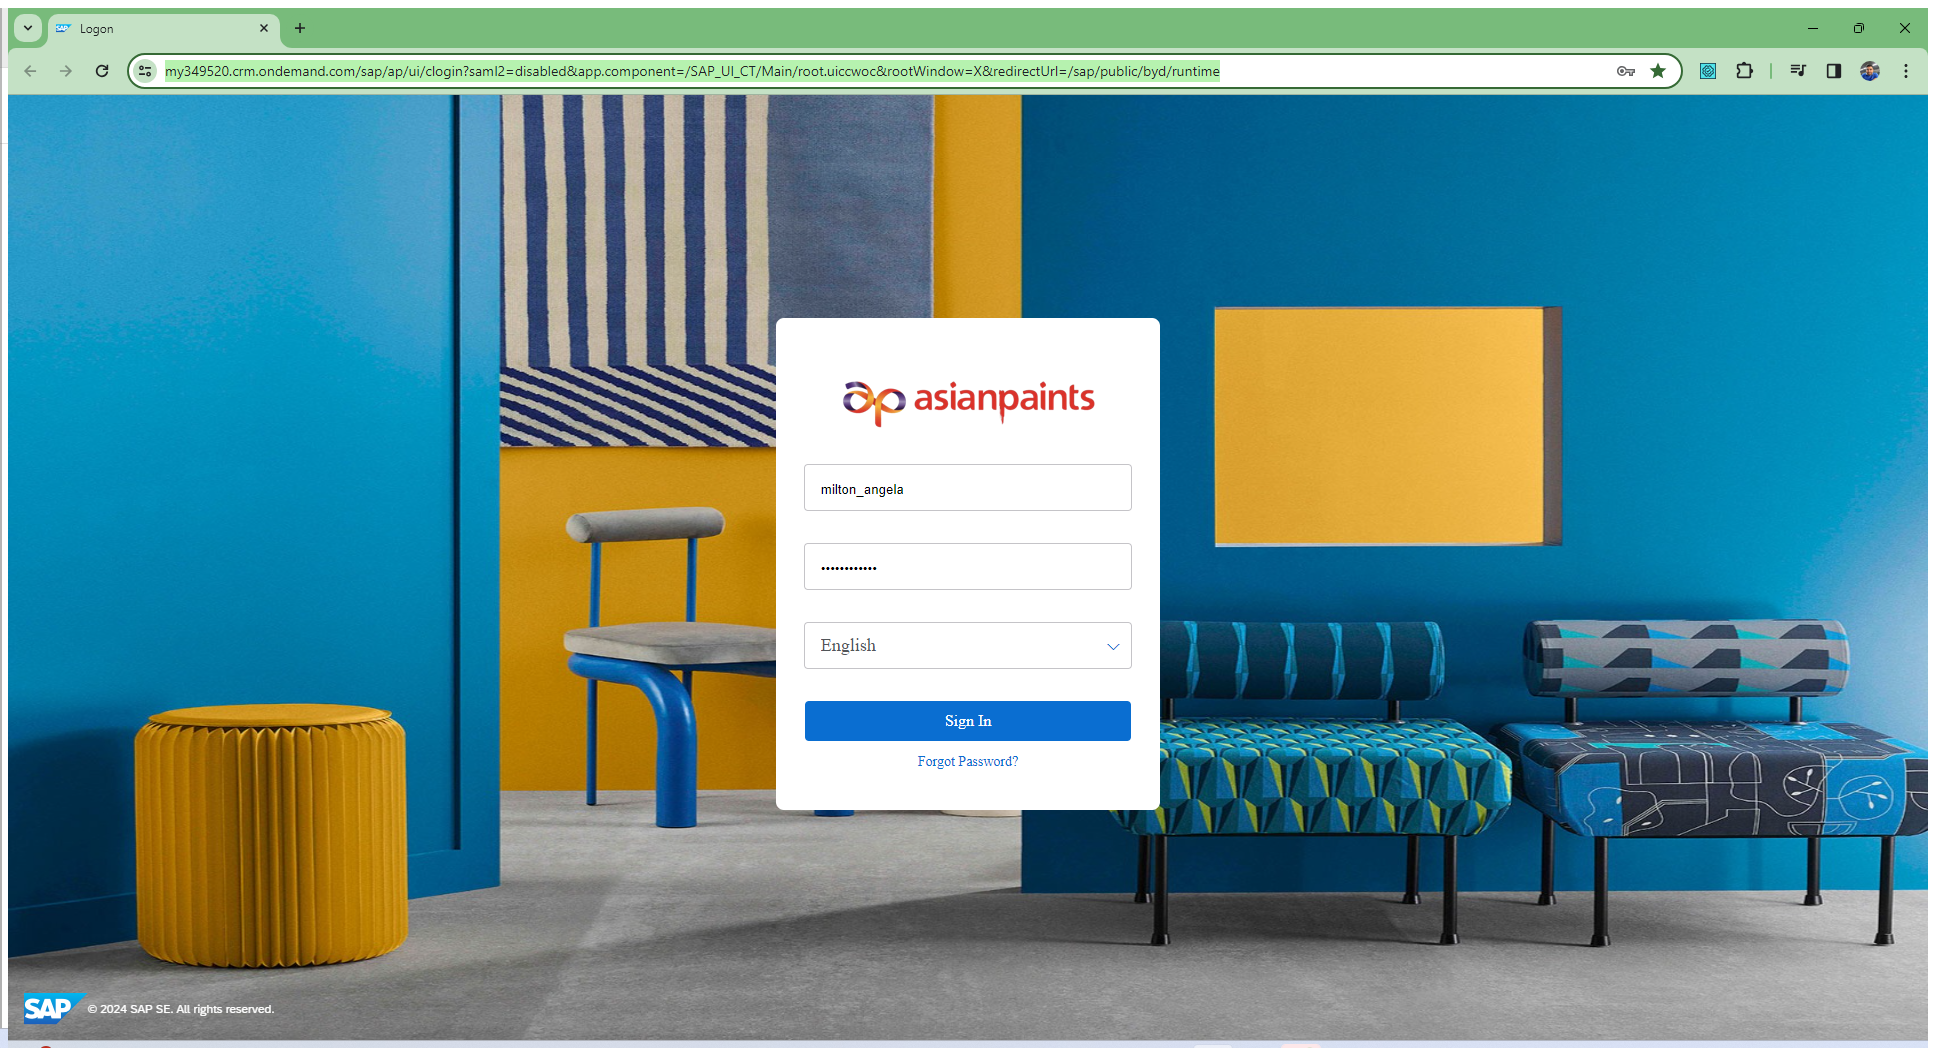 Logon
my349520.crm.ondemand.com/sap/ap/ui/clogin?saml2=disabled&app.component=/SAP_UI_CT/Main/root.uiccwoc&rootWindow=X&redirectUrl=/sap/public/byd/runtime
ap asianpaints
milton_angela
English
Sign In
Forgot Password?
SAP © 2024 SAP SE. All rights reserved.